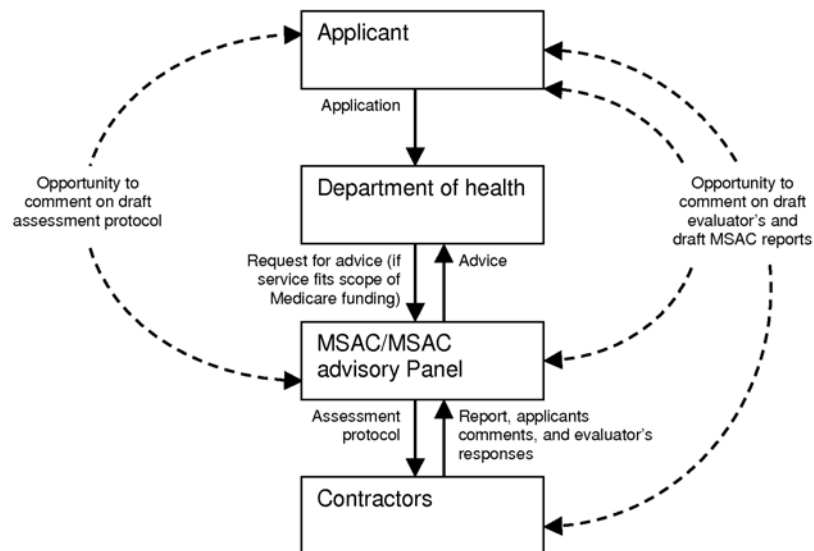 Applicant
Application
Opportunity to
comment on draft
assessment protocol
Department of health
Opportunity to
comment on draft
evaluator's and
draft MSAC reports
Request for advice (if
service fits scope of
Medicare funding)
Advice
MSAC/MSAC
advisory Panel
Assessment
protocol
Report, applicants
comments, and evaluator's
responses
Contractors